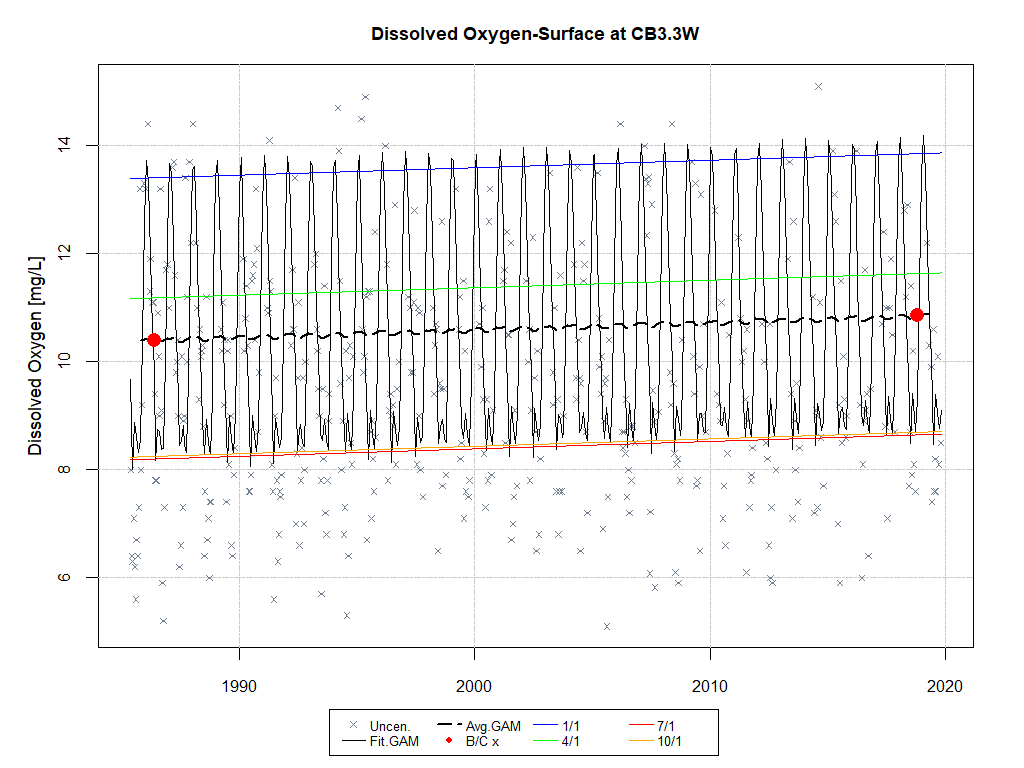 Dissolved Oxygen-Surface at CB3.3W
Dissolved Oxygen [mg/L]
14
12
10
8
6
1990 2000 2010 2020
Uncen. Avg.GAM 1/1 7/1
Fit.GAM B/C x 4/1 10/1